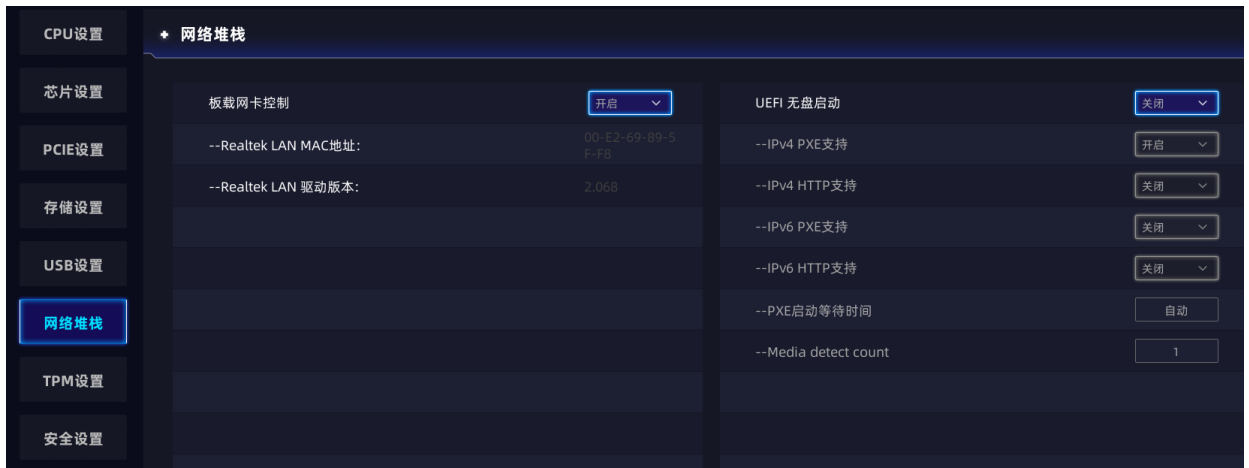 CPU设置
芯片设置
PCIE设置
存储设置
USB设置
网络堆栈
TPM设置
安全设置
网络堆栈
板载网卡控制 开启
--Realtek LAN MAC地址: 00-E2-69-89-5
F-F8
--Realtek LAN 驱动版本: 2.068
UEFI 无盘启动 关闭
--IPv4 PXE支持 开启
--IPv4 HTTP支持 关闭
--IPv6 PXE支持 关闭
--IPv6 HTTP支持 关闭
--PXE启动等待时间 自动
--Media detect count 1